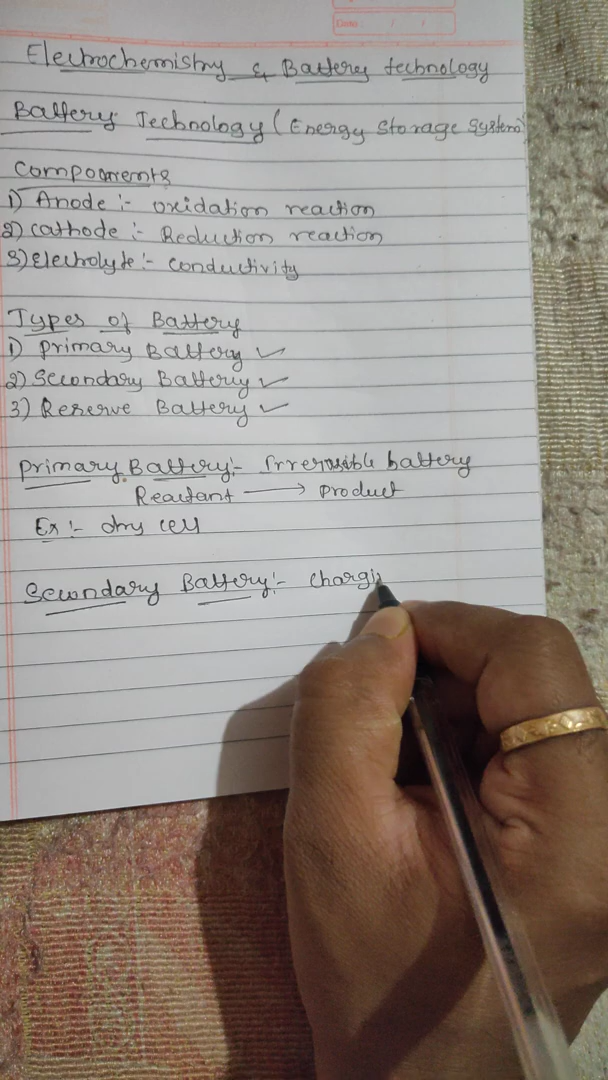 Date: / /
Electrochemistry & Battery technology
Battery Technology (Energy Storage System)
Components
1) Anode :- oxidation reaction
2) Cathode :- Reduction reaction
3) Electrolyte :- conductivity
Types of Battery
1) Primary Battery ✓
2) Secondary Battery ✓
3) Reserve Battery ✓
Primary Battery :- Irreversible battery
Reactant ⟶ Product
Ex :- dry cell
Secondary Battery :- Chargi